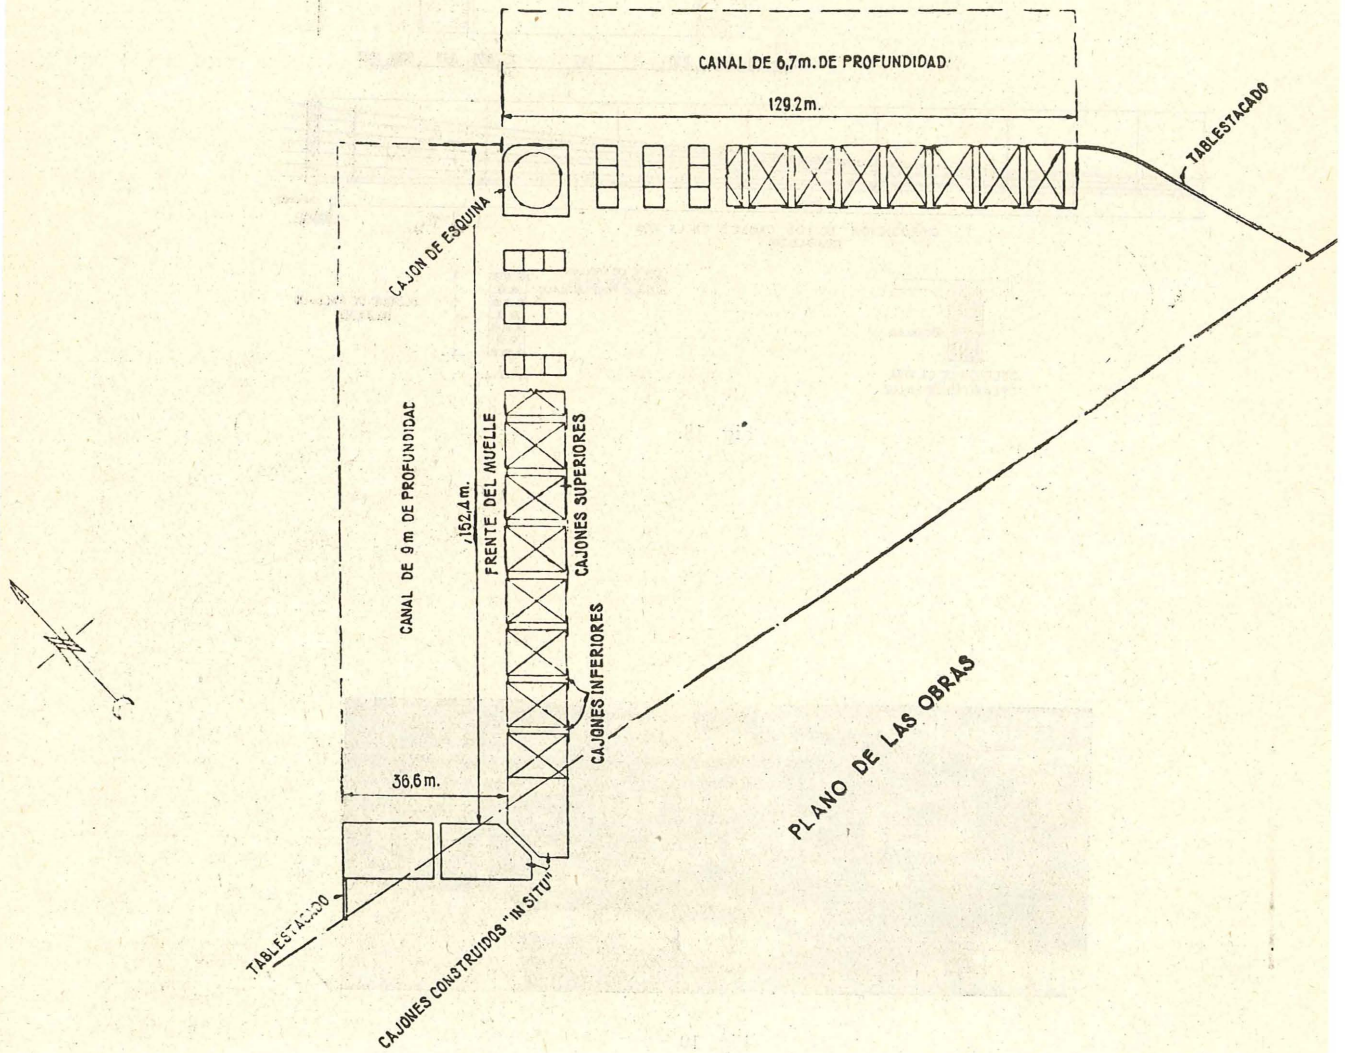 CANAL DE 6,7m. DE PROFUNDIDAD
129.2m.
TABLESTACADO
CAJON DE ESQUINA
CANAL DE 9m DE PROFUNDIDAD
152,4m.
FRENTE DEL MUELLE
CAJONES SUPERIORES
CAJONES INFERIORES
36,6m.
PLANO DE LAS OBRAS
TABLESTACADO
CAJONES CONSTRUIDOS "IN SITU"